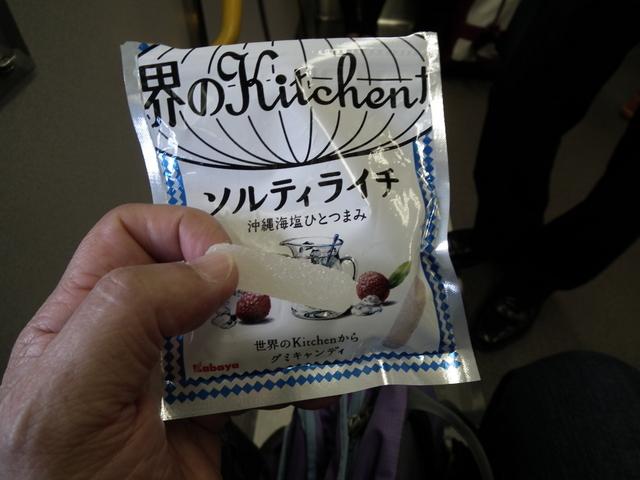 界のKitchen
ソルティライチ
沖縄海塩ひとつまみ
世界のKitchenから
グミキャンディ
Kabaya